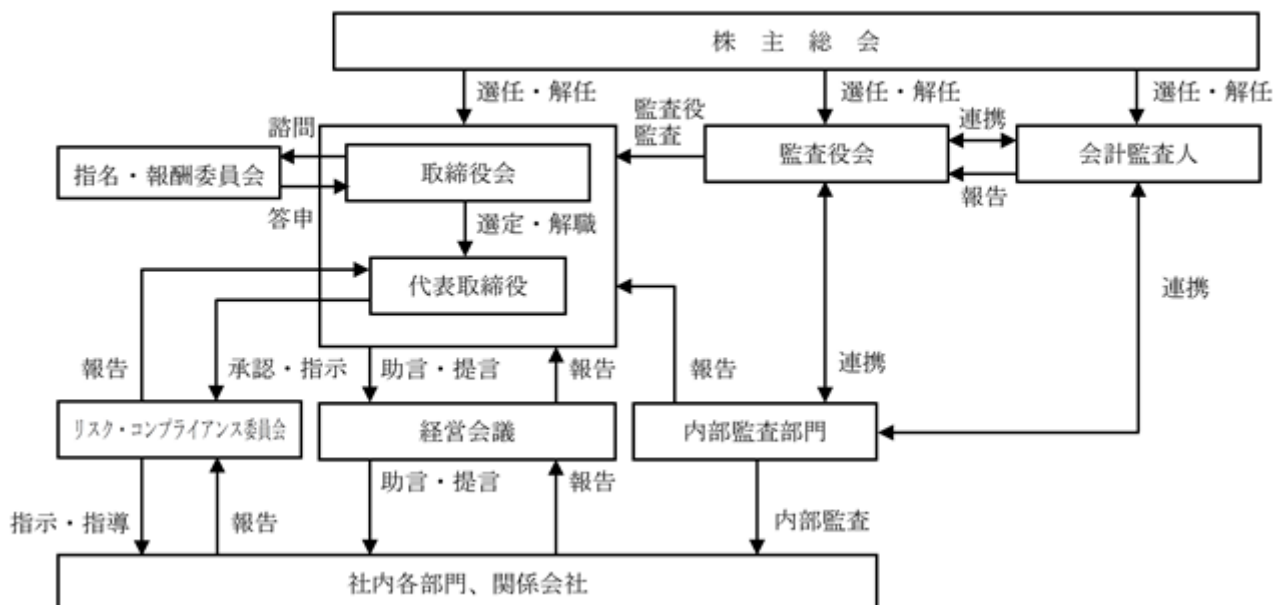 株主総会
選任・解任
選任・解任
選任・解任
監査役
監査
連携
諮問
取締役会
監査役会
会計監査人
指名・報酬委員会
報告
答申
選定・解職
代表取締役
連携
報告
承認・指示
助言・提言
報告
報告
連携
リスク・コンプライアンス委員会
経営会議
内部監査部門
指示・指導
報告
助言・提言
報告
内部監査
社内各部門、関係会社